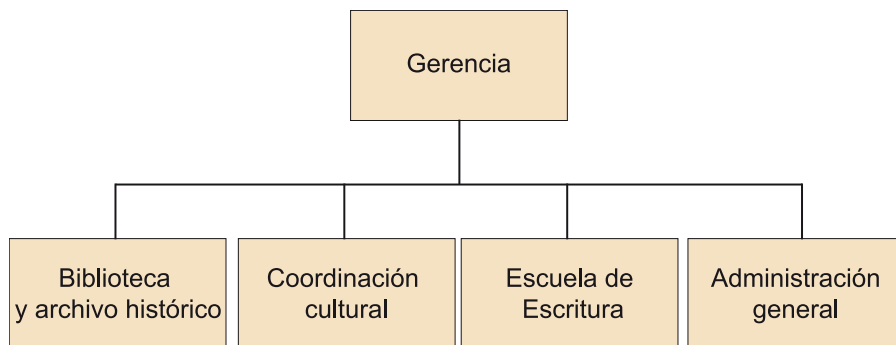 Gerencia
Biblioteca
y archivo histórico
Coordinación
cultural
Escuela de
Escritura
Administración
general